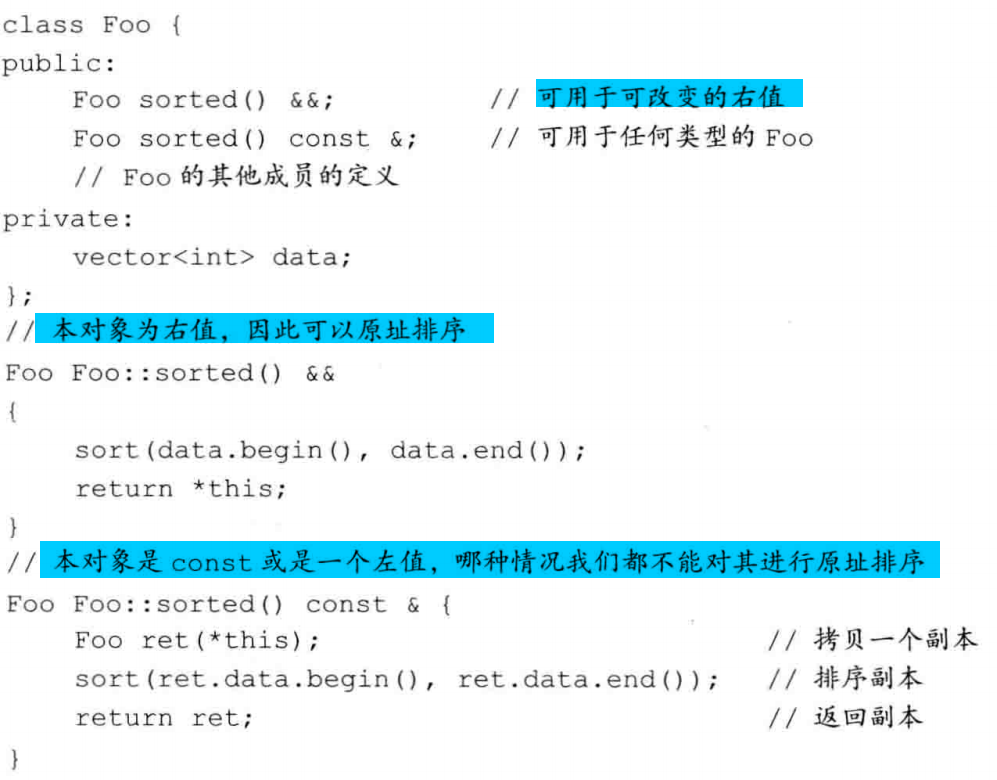 class Foo {
public:
    Foo sorted() &&;          // 可用于可改变的右值
    Foo sorted() const &;     // 可用于任何类型的 Foo
    // Foo 的其他成员的定义
private:
    vector<int> data;
};
// 本对象为右值，因此可以原址排序
Foo Foo::sorted() &&
{
    sort(data.begin(), data.end());
    return *this;
}
// 本对象是 const 或是一个左值，哪种情况我们都不能对其进行原址排序
Foo Foo::sorted() const & {
    Foo ret(*this);                          // 拷贝一个副本
    sort(ret.data.begin(), ret.data.end());  // 排序副本
    return ret;                              // 返回副本
}